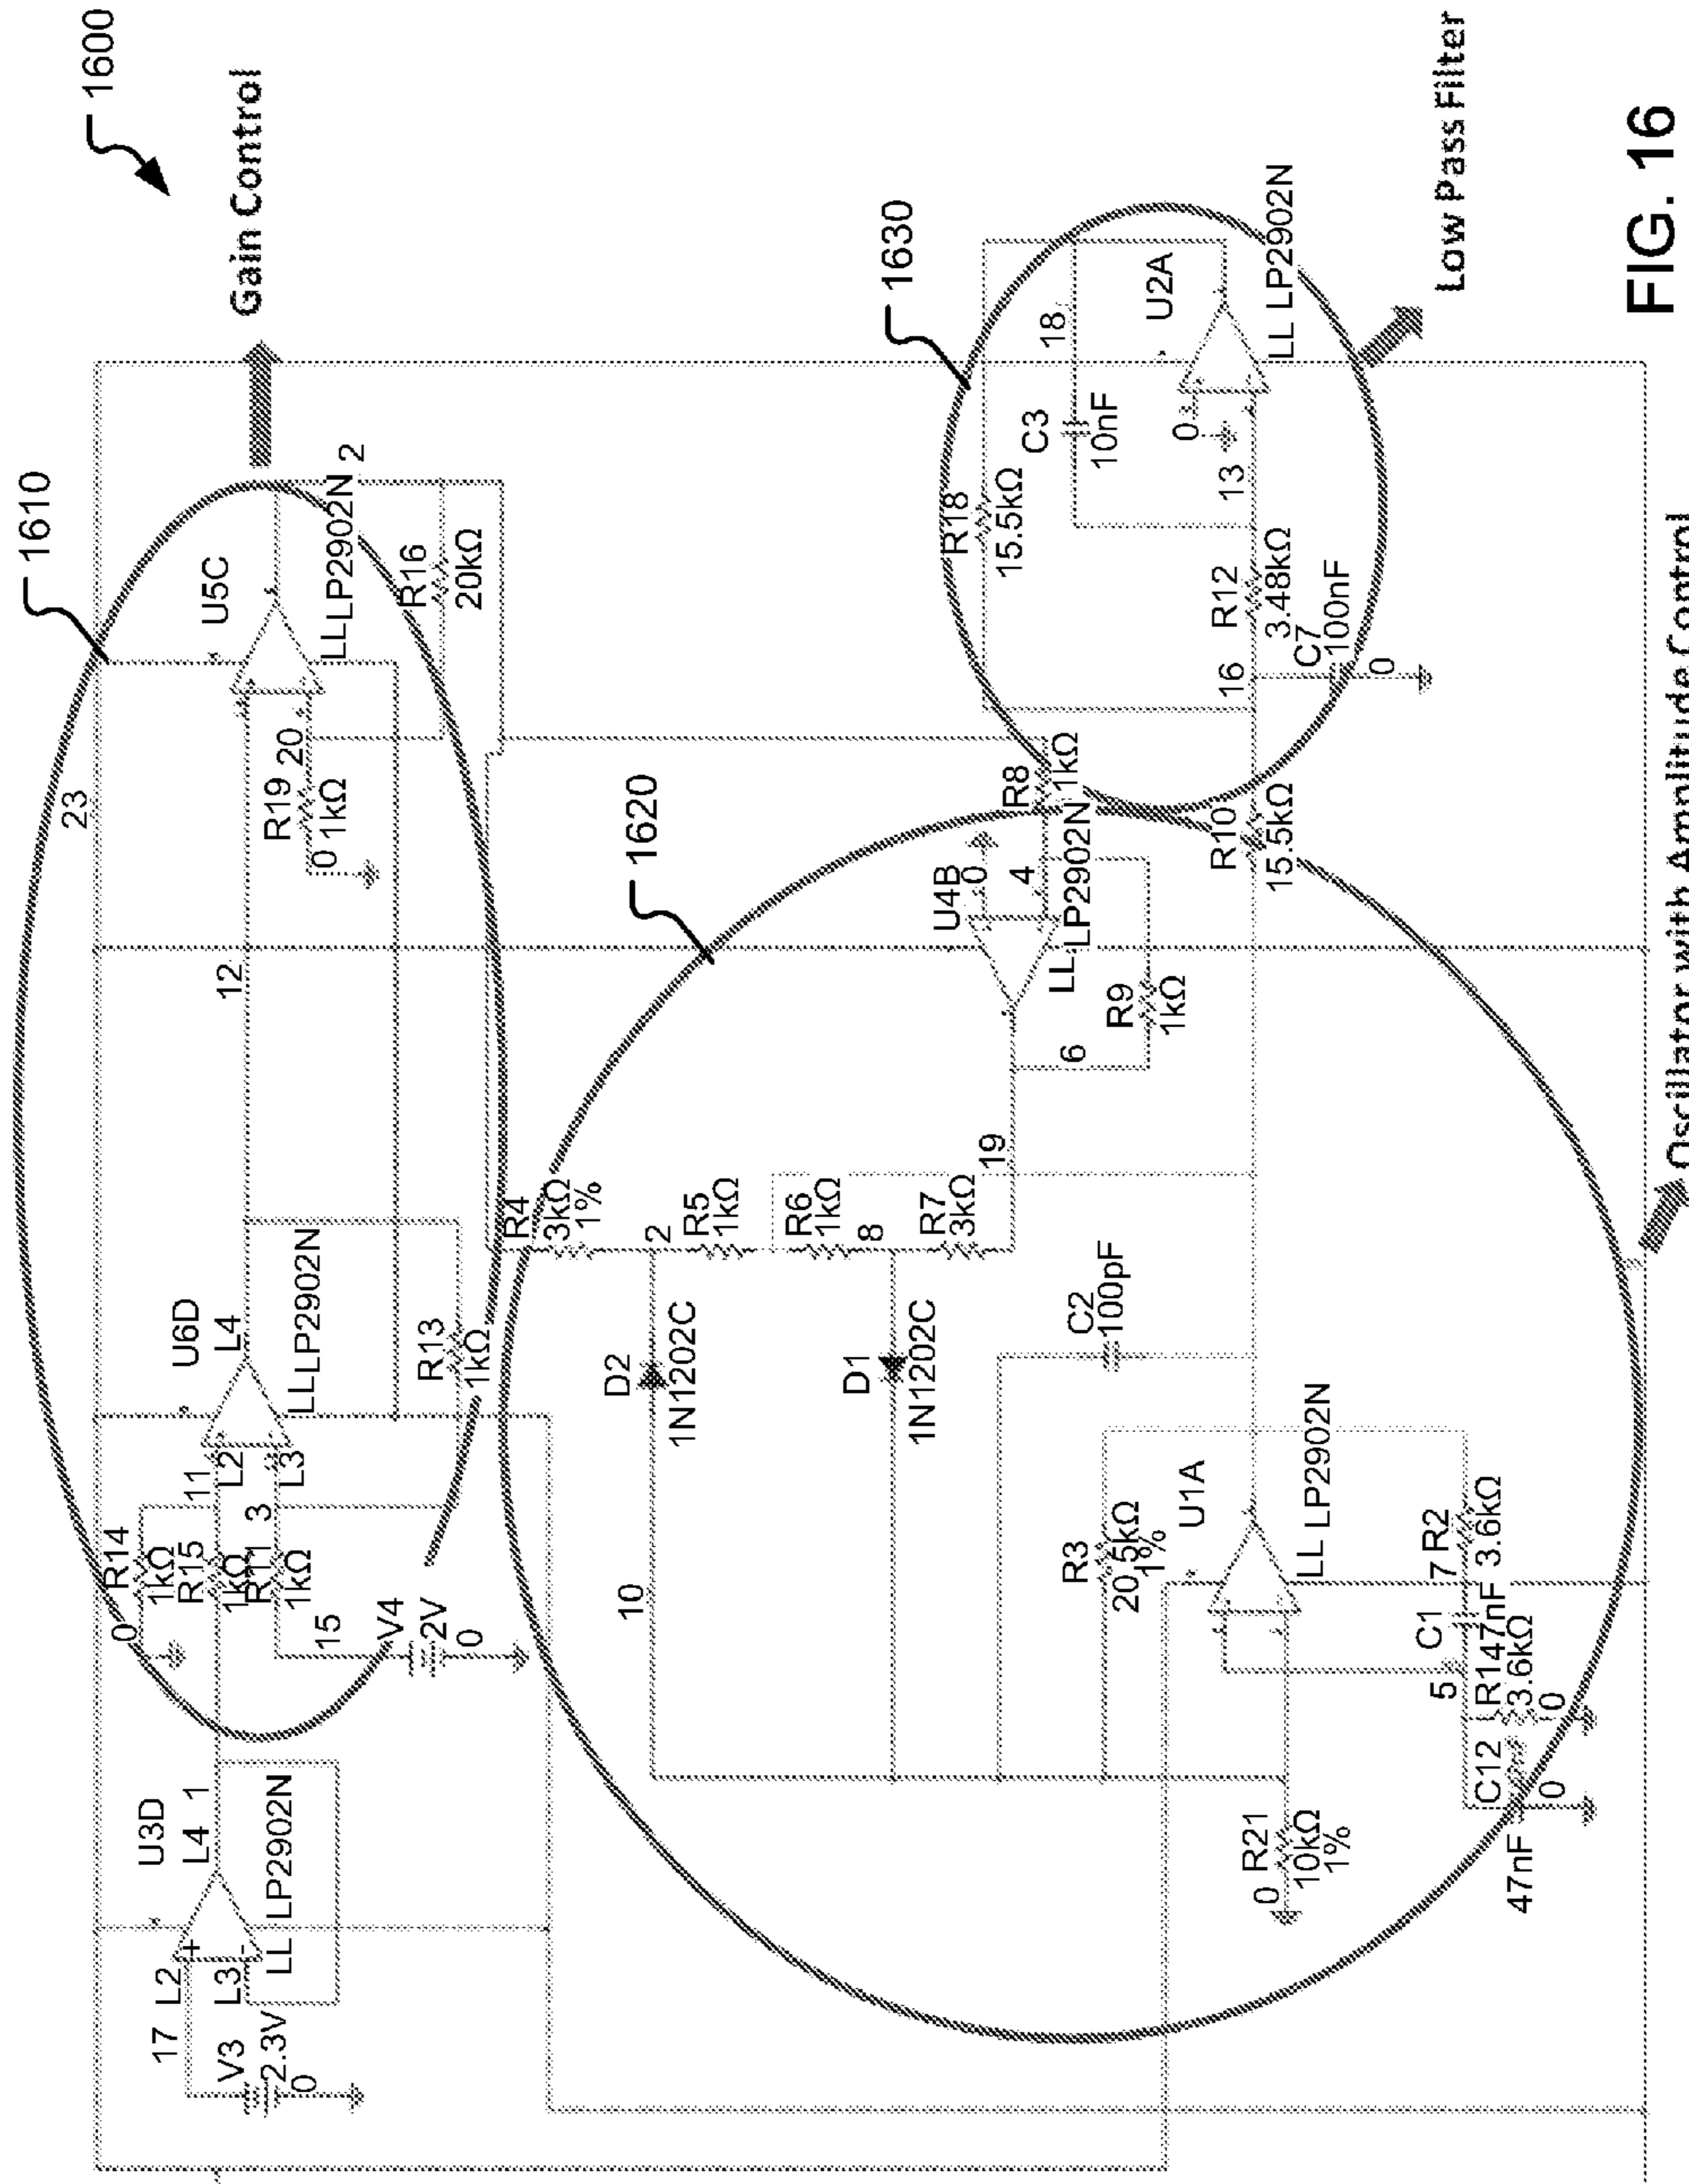 1600
Gain Control
1610
23
U3D
L4
1
17
L2
L3
LL
LP2902N
V3
2.3V
0
R14
1kΩ
0
R15
1kΩ
R11
1kΩ
11
L2
3
L3
15
V4
2V
0
U6D
L4
LL
LP2902N
R13
1kΩ
12
R19
1kΩ
0
20
U5C
LL
LP2902N
R16
20kΩ
2
1620
R4
3kΩ
1%
2
R5
1kΩ
R6
1kΩ
8
R7
3kΩ
19
D2
1N1202C
10
D1
1N1202C
C2
100pF
U4B
0
4
LL
LP2902N
R8
1kΩ
R9
1kΩ
6
R3
20.5kΩ
1%
U1A
LL
LP2902N
R21
10kΩ
1%
0
5
C1
47nF
7
R2
3.6kΩ
R1
3.6kΩ
0
C12
47nF
0
R10
15.5kΩ
1630
R18
15.5kΩ
C3
10nF
18
U2A
0
LL
LP2902N
13
R12
3.48kΩ
16
C7
100nF
0
Low Pass Filter
Oscillator with Amplitude Control
FIG. 16